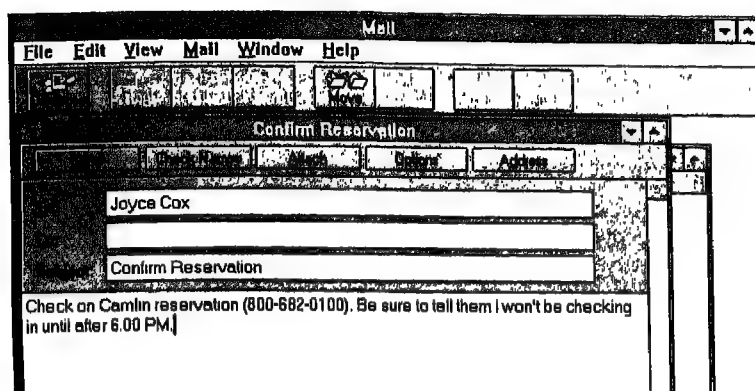 Mail
File Edit View Mail Window Help
Move
Confirm Reservation
Check Names Attach Options Address
Joyce Cox
Confirm Reservation
Check on Camlin reservation (800-682-0100). Be sure to tell them I won't be checking
in until after 6.00 PM.